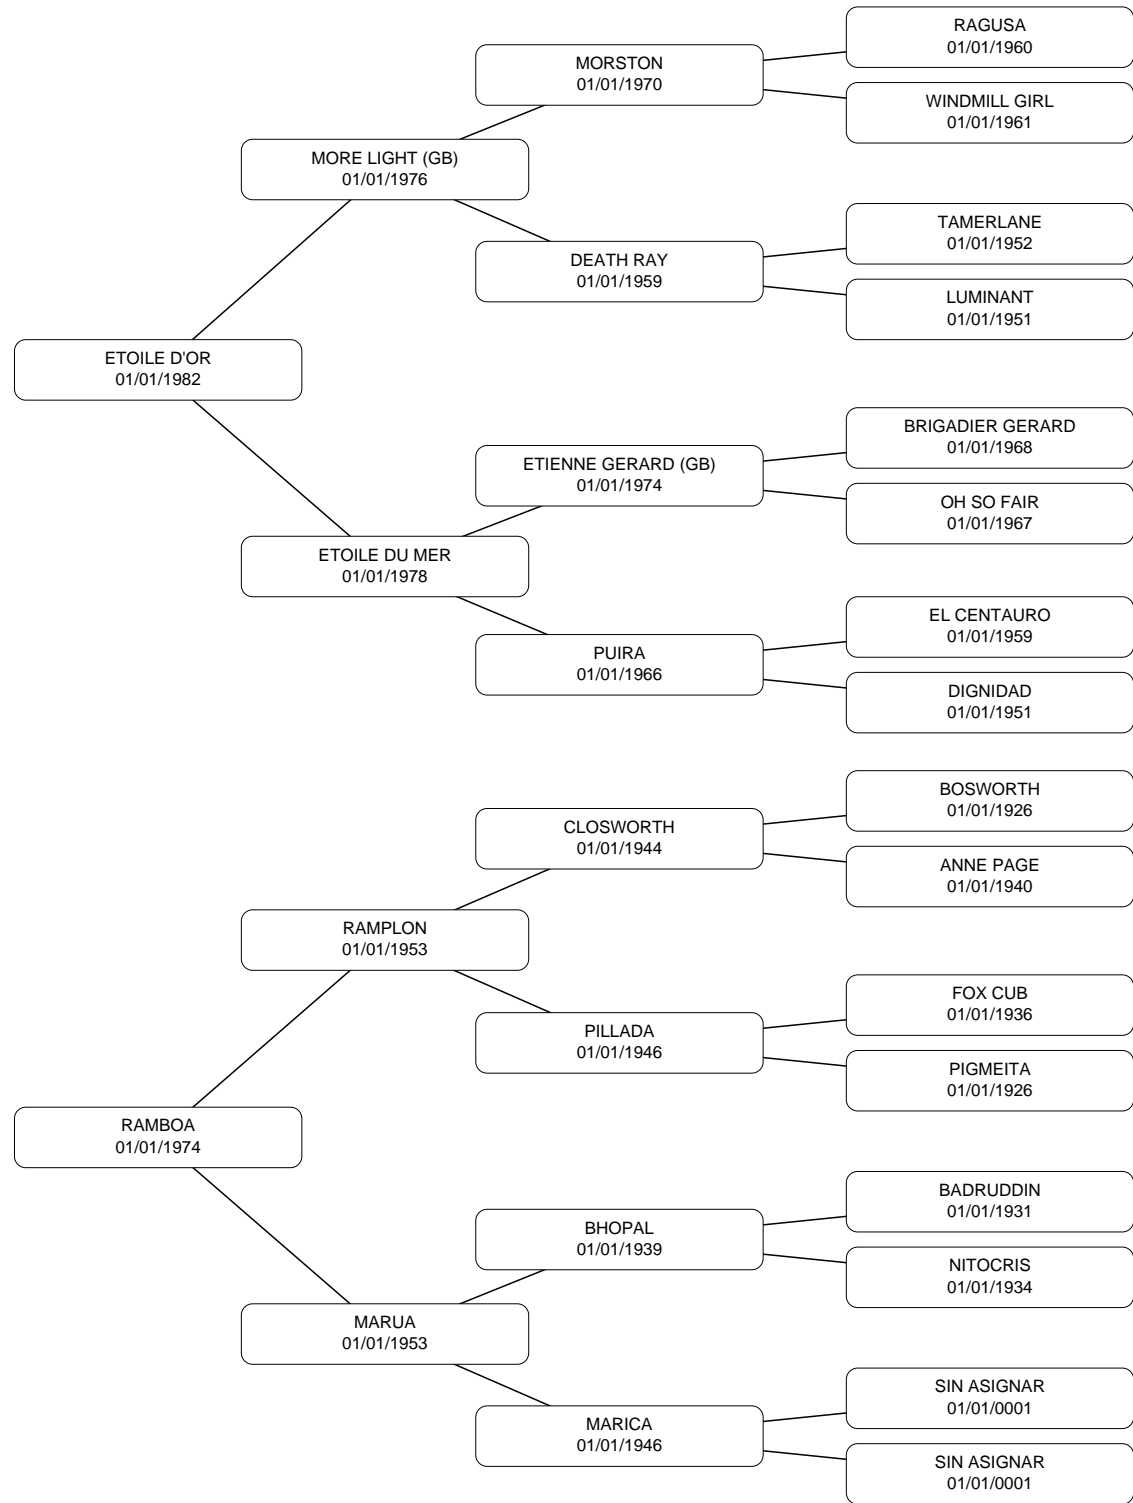 RAGUSA
01/01/1960
MORSTON
01/01/1970
WINDMILL GIRL
01/01/1961
MORE LIGHT (GB)
01/01/1976
TAMERLANE
01/01/1952
DEATH RAY
01/01/1959
LUMINANT
01/01/1951
ETOILE D'OR
01/01/1982
BRIGADIER GERARD
01/01/1968
ETIENNE GERARD (GB)
01/01/1974
OH SO FAIR
01/01/1967
ETOILE DU MER
01/01/1978
EL CENTAURO
01/01/1959
PUIRA
01/01/1966
DIGNIDAD
01/01/1951
BOSWORTH
01/01/1926
CLOSWORTH
01/01/1944
ANNE PAGE
01/01/1940
RAMPLON
01/01/1953
FOX CUB
01/01/1936
PILLADA
01/01/1946
PIGMEITA
01/01/1926
RAMBOA
01/01/1974
BADRUDDIN
01/01/1931
BHOPAL
01/01/1939
NITOCRIS
01/01/1934
MARUA
01/01/1953
SIN ASIGNAR
01/01/0001
MARICA
01/01/1946
SIN ASIGNAR
01/01/0001